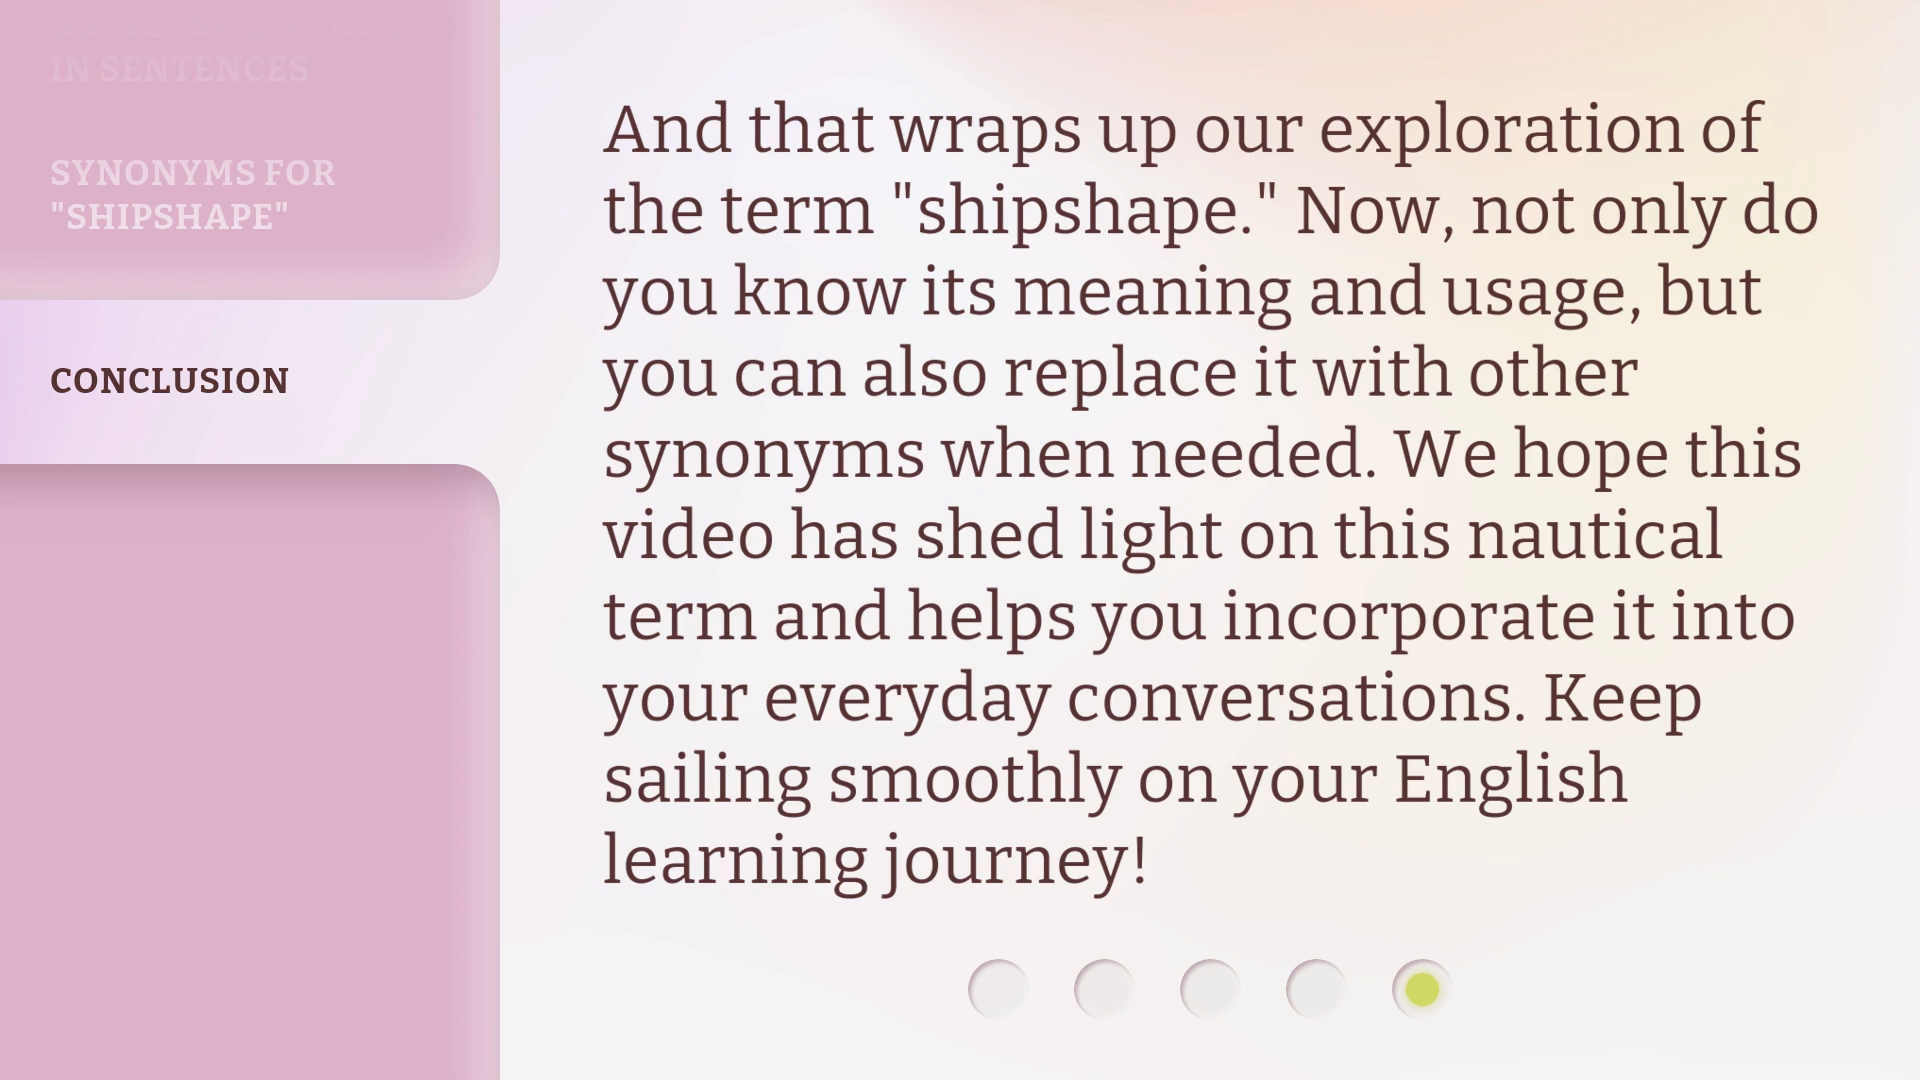 USING "SHIPSHAPE"
IN SENTENCES
SYNONYMS FOR
"SHIPSHAPE"
CONCLUSION
And that wraps up our exploration of
the term "shipshape." Now, not only do
you know its meaning and usage, but
you can also replace it with other
synonyms when needed. We hope this
video has shed light on this nautical
term and helps you incorporate it into
your everyday conversations. Keep
sailing smoothly on your English
learning journey!